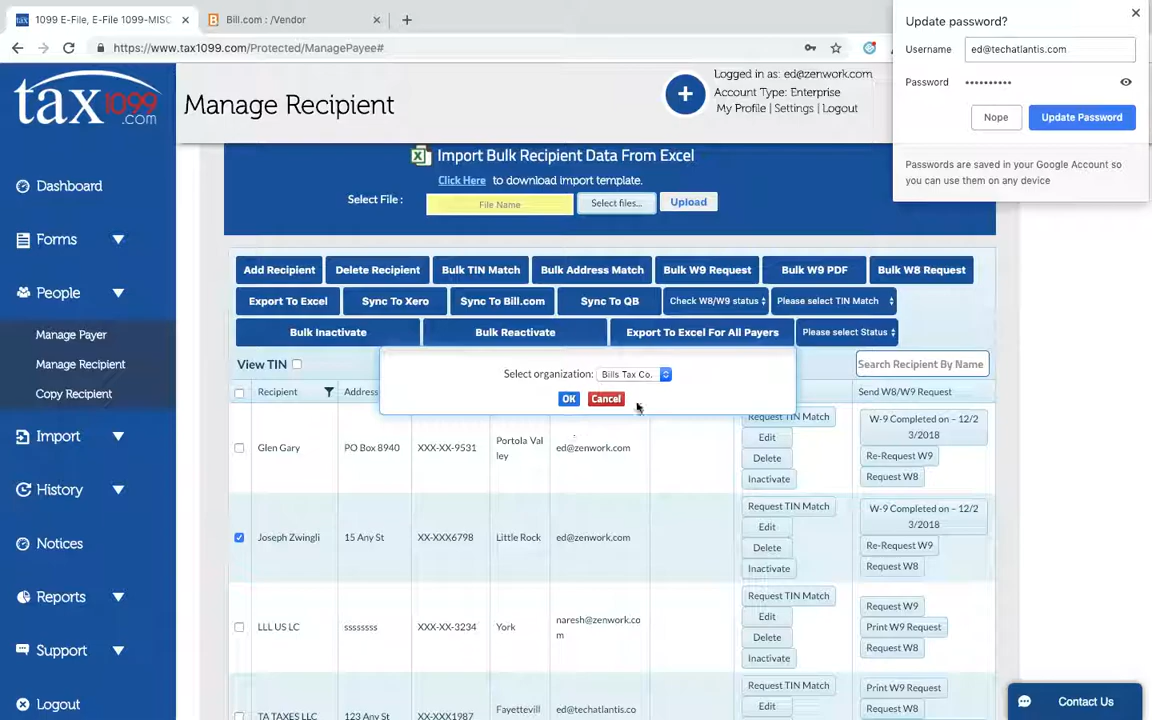 1099 E-File, E-File 1099-MISC
Bill.com : /Vendor
https://www.tax1099.com/Protected/ManagePayee#
Update password?
Username ed@techatlantis.com
Password ••••••••••
Nope
Update Password
Passwords are saved in your Google Account so
you can use them on any device
tax1099
.com
Manage Recipient
Logged in as: ed@zenwork.com
Account Type: Enterprise
My Profile | Settings | Logout
Dashboard
Forms
People
Manage Payer
Manage Recipient
Copy Recipient
Import
History
Notices
Reports
Support
Logout
Import Bulk Recipient Data From Excel
Click Here to download import template.
Select File : File Name Select files... Upload
Add Recipient Delete Recipient Bulk TIN Match Bulk Address Match Bulk W9 Request Bulk W9 PDF Bulk W8 Request
Export To Excel Sync To Xero Sync To Bill.com Sync To QB Check W8/W9 status Please select TIN Match
Bulk Inactivate Bulk Reactivate Export To Excel For All Payers Please select Status
View TIN
Search Recipient By Name
Select organization: Bills Tax Co.
OK Cancel
Recipient Address Send W8/W9 Request
Glen Gary PO Box 8940 XXX-XX-9531
Portola Val
ley
ed@zenwork.com
Request TIN Match
Edit
Delete
Inactivate
W-9 Completed on - 12/2
3/2018
Re-Request W9
Request W8
Joseph Zwingli 15 Any St XX-XXX6798 Little Rock ed@zenwork.com
Request TIN Match
Edit
Delete
Inactivate
W-9 Completed on - 12/2
3/2018
Re-Request W9
Request W8
LLL US LC ssssssss XXX-XX-3234 York
naresh@zenwork.co
m
Request TIN Match
Edit
Delete
Inactivate
Request W9
Print W9 Request
Request W8
TA TAXES LLC 123 Any St XX-XXX1987
Fayettevill
ed@techatlantis.co
Request TIN Match
Edit
Print W9 Request
Request W8
Contact Us